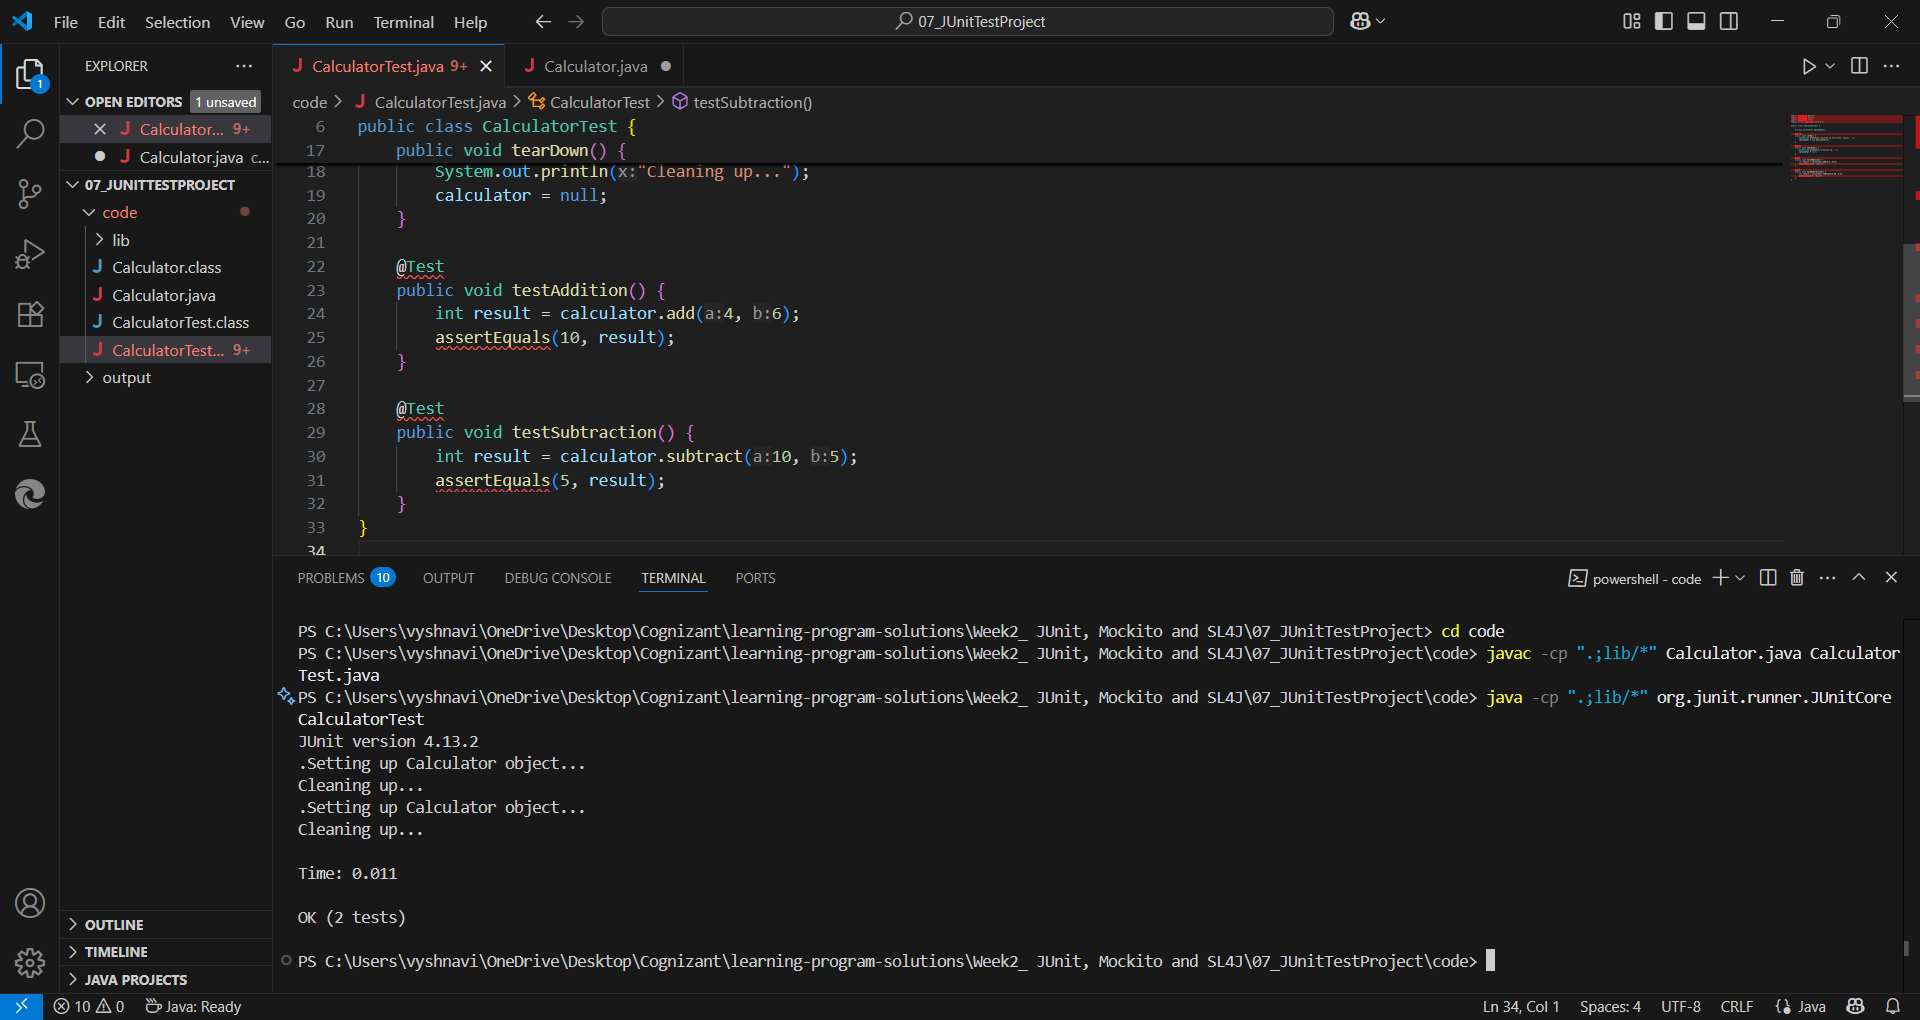 File Edit Selection View Go Run Terminal Help
07_JUnitTestProject
EXPLORER
OPEN EDITORS 1 unsaved
Calculator... 9+
Calculator.java c...
07_JUNITTESTPROJECT
code
lib
Calculator.class
Calculator.java
CalculatorTest.class
CalculatorTest... 9+
output
OUTLINE
TIMELINE
JAVA PROJECTS
1
CalculatorTest.java 9+
Calculator.java
code > CalculatorTest.java > CalculatorTest > testSubtraction()
6 public class CalculatorTest {
17 public void tearDown() {
18 System.out.println(x:"Cleaning up...");
19 calculator = null;
20 }
21
22 @Test
23 public void testAddition() {
24 int result = calculator.add(a:4, b:6);
25 assertEquals(10, result);
26 }
27
28 @Test
29 public void testSubtraction() {
30 int result = calculator.subtract(a:10, b:5);
31 assertEquals(5, result);
32 }
33 }
34
PROBLEMS 10 OUTPUT DEBUG CONSOLE TERMINAL PORTS
powershell - code
PS C:\Users\vyshnavi\OneDrive\Desktop\Cognizant\learning-program-solutions\Week2_ JUnit, Mockito and SL4J\07_JUnitTestProject> cd code
PS C:\Users\vyshnavi\OneDrive\Desktop\Cognizant\learning-program-solutions\Week2_ JUnit, Mockito and SL4J\07_JUnitTestProject\code> javac -cp ".;lib/*" Calculator.java Calculator
Test.java
PS C:\Users\vyshnavi\OneDrive\Desktop\Cognizant\learning-program-solutions\Week2_ JUnit, Mockito and SL4J\07_JUnitTestProject\code> java -cp ".;lib/*" org.junit.runner.JUnitCore
CalculatorTest
JUnit version 4.13.2
.Setting up Calculator object...
Cleaning up...
.Setting up Calculator object...
Cleaning up...
Time: 0.011
OK (2 tests)
PS C:\Users\vyshnavi\OneDrive\Desktop\Cognizant\learning-program-solutions\Week2_ JUnit, Mockito and SL4J\07_JUnitTestProject\code>
10 0 Java: Ready
Ln 34, Col 1 Spaces: 4 UTF-8 CRLF Java